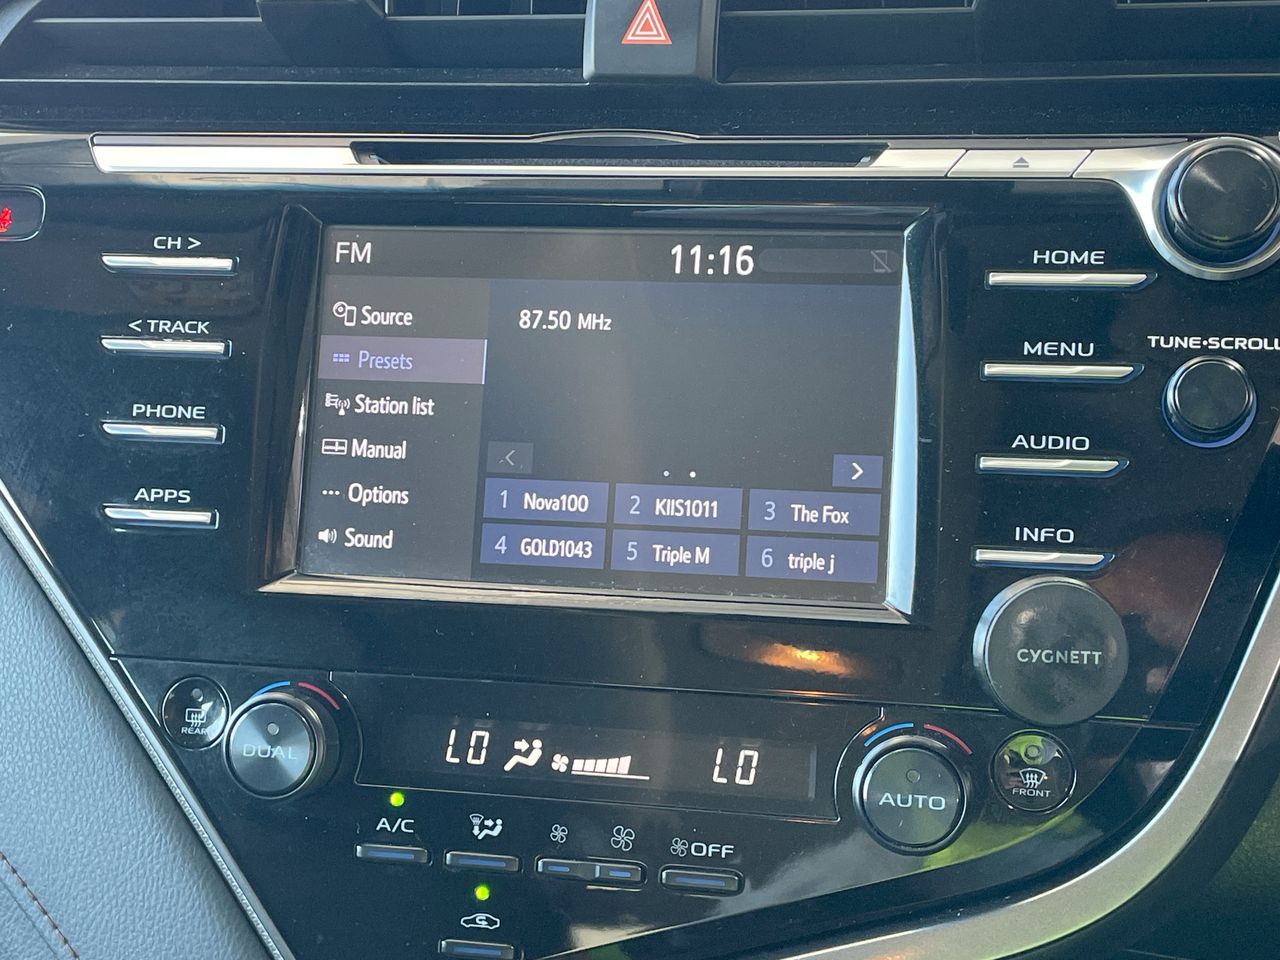 CH >
< TRACK
PHONE
APPS
FM
11:16
Source
87.50 MHz
Presets
Station list
Manual
Options
Sound
<
>
1 Nova100
2 KIIS1011
3 The Fox
4 GOLD1043
5 Triple M
6 triple j
HOME
MENU
TUNE•SCROLL
AUDIO
INFO
CYGNETT
REAR
DUAL
LO
LO
AUTO
FRONT
A/C
OFF